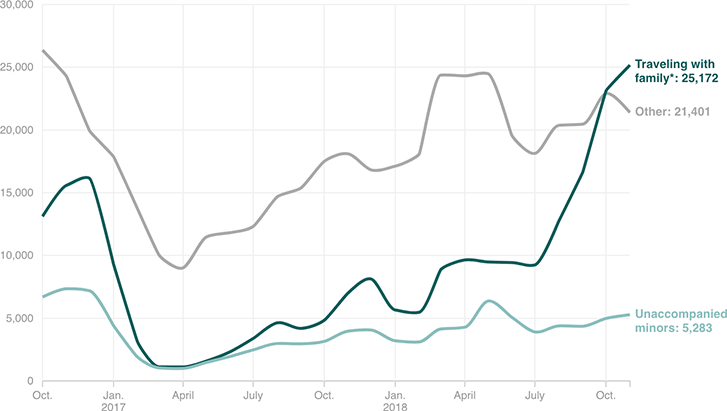 30,000
25,000
20,000
15,000
10,000
5,000
0
Traveling with
family*: 25,172
Other: 21,401
Unaccompanied
minors: 5,283
Oct. Jan. April July Oct. Jan. April July Oct.
2017 2018